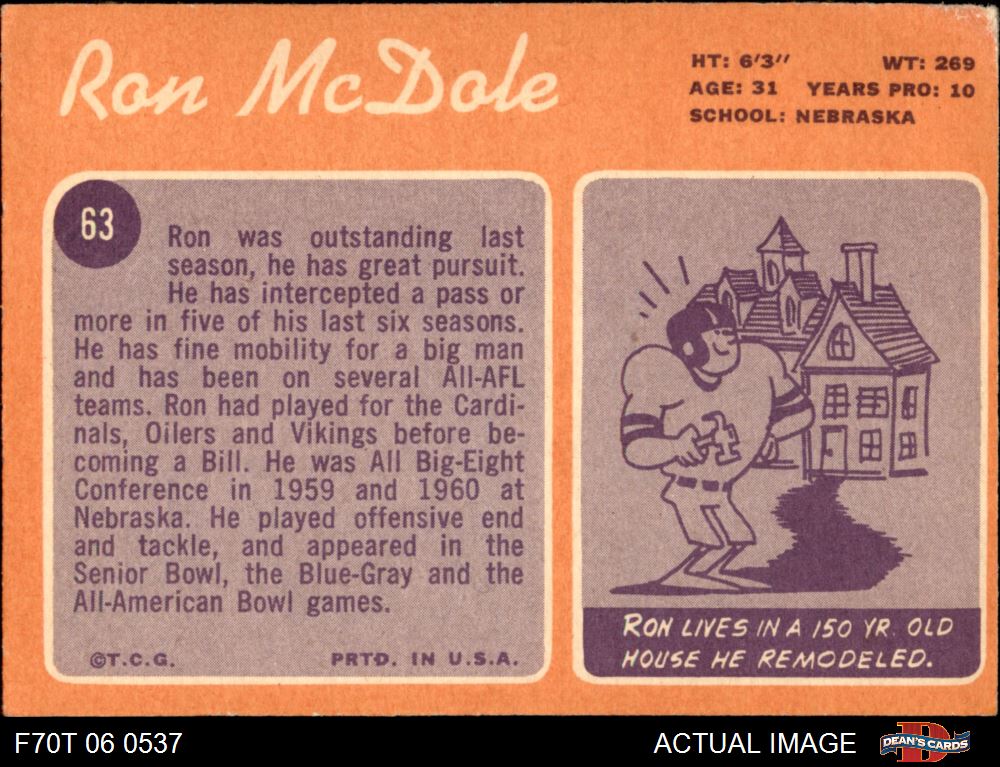 Ron McDole
HT: 6'3" WT: 269
AGE: 31 YEARS PRO: 10
SCHOOL: NEBRASKA
63
Ron was outstanding last
season, he has great pursuit.
He has intercepted a pass or
more in five of his last six seasons.
He has fine mobility for a big man
and has been on several All-AFL
teams. Ron had played for the Cardi-
nals, Oilers and Vikings before be-
coming a Bill. He was All Big-Eight
Conference in 1959 and 1960 at
Nebraska. He played offensive end
and tackle, and appeared in the
Senior Bowl, the Blue-Gray and the
All-American Bowl games.
©T.C.G. PRTD. IN U.S.A.
RON LIVES IN A 150 YR. OLD
HOUSE HE REMODELED.
F70T 06 0537
ACTUAL IMAGE
DEAN'S CARDS